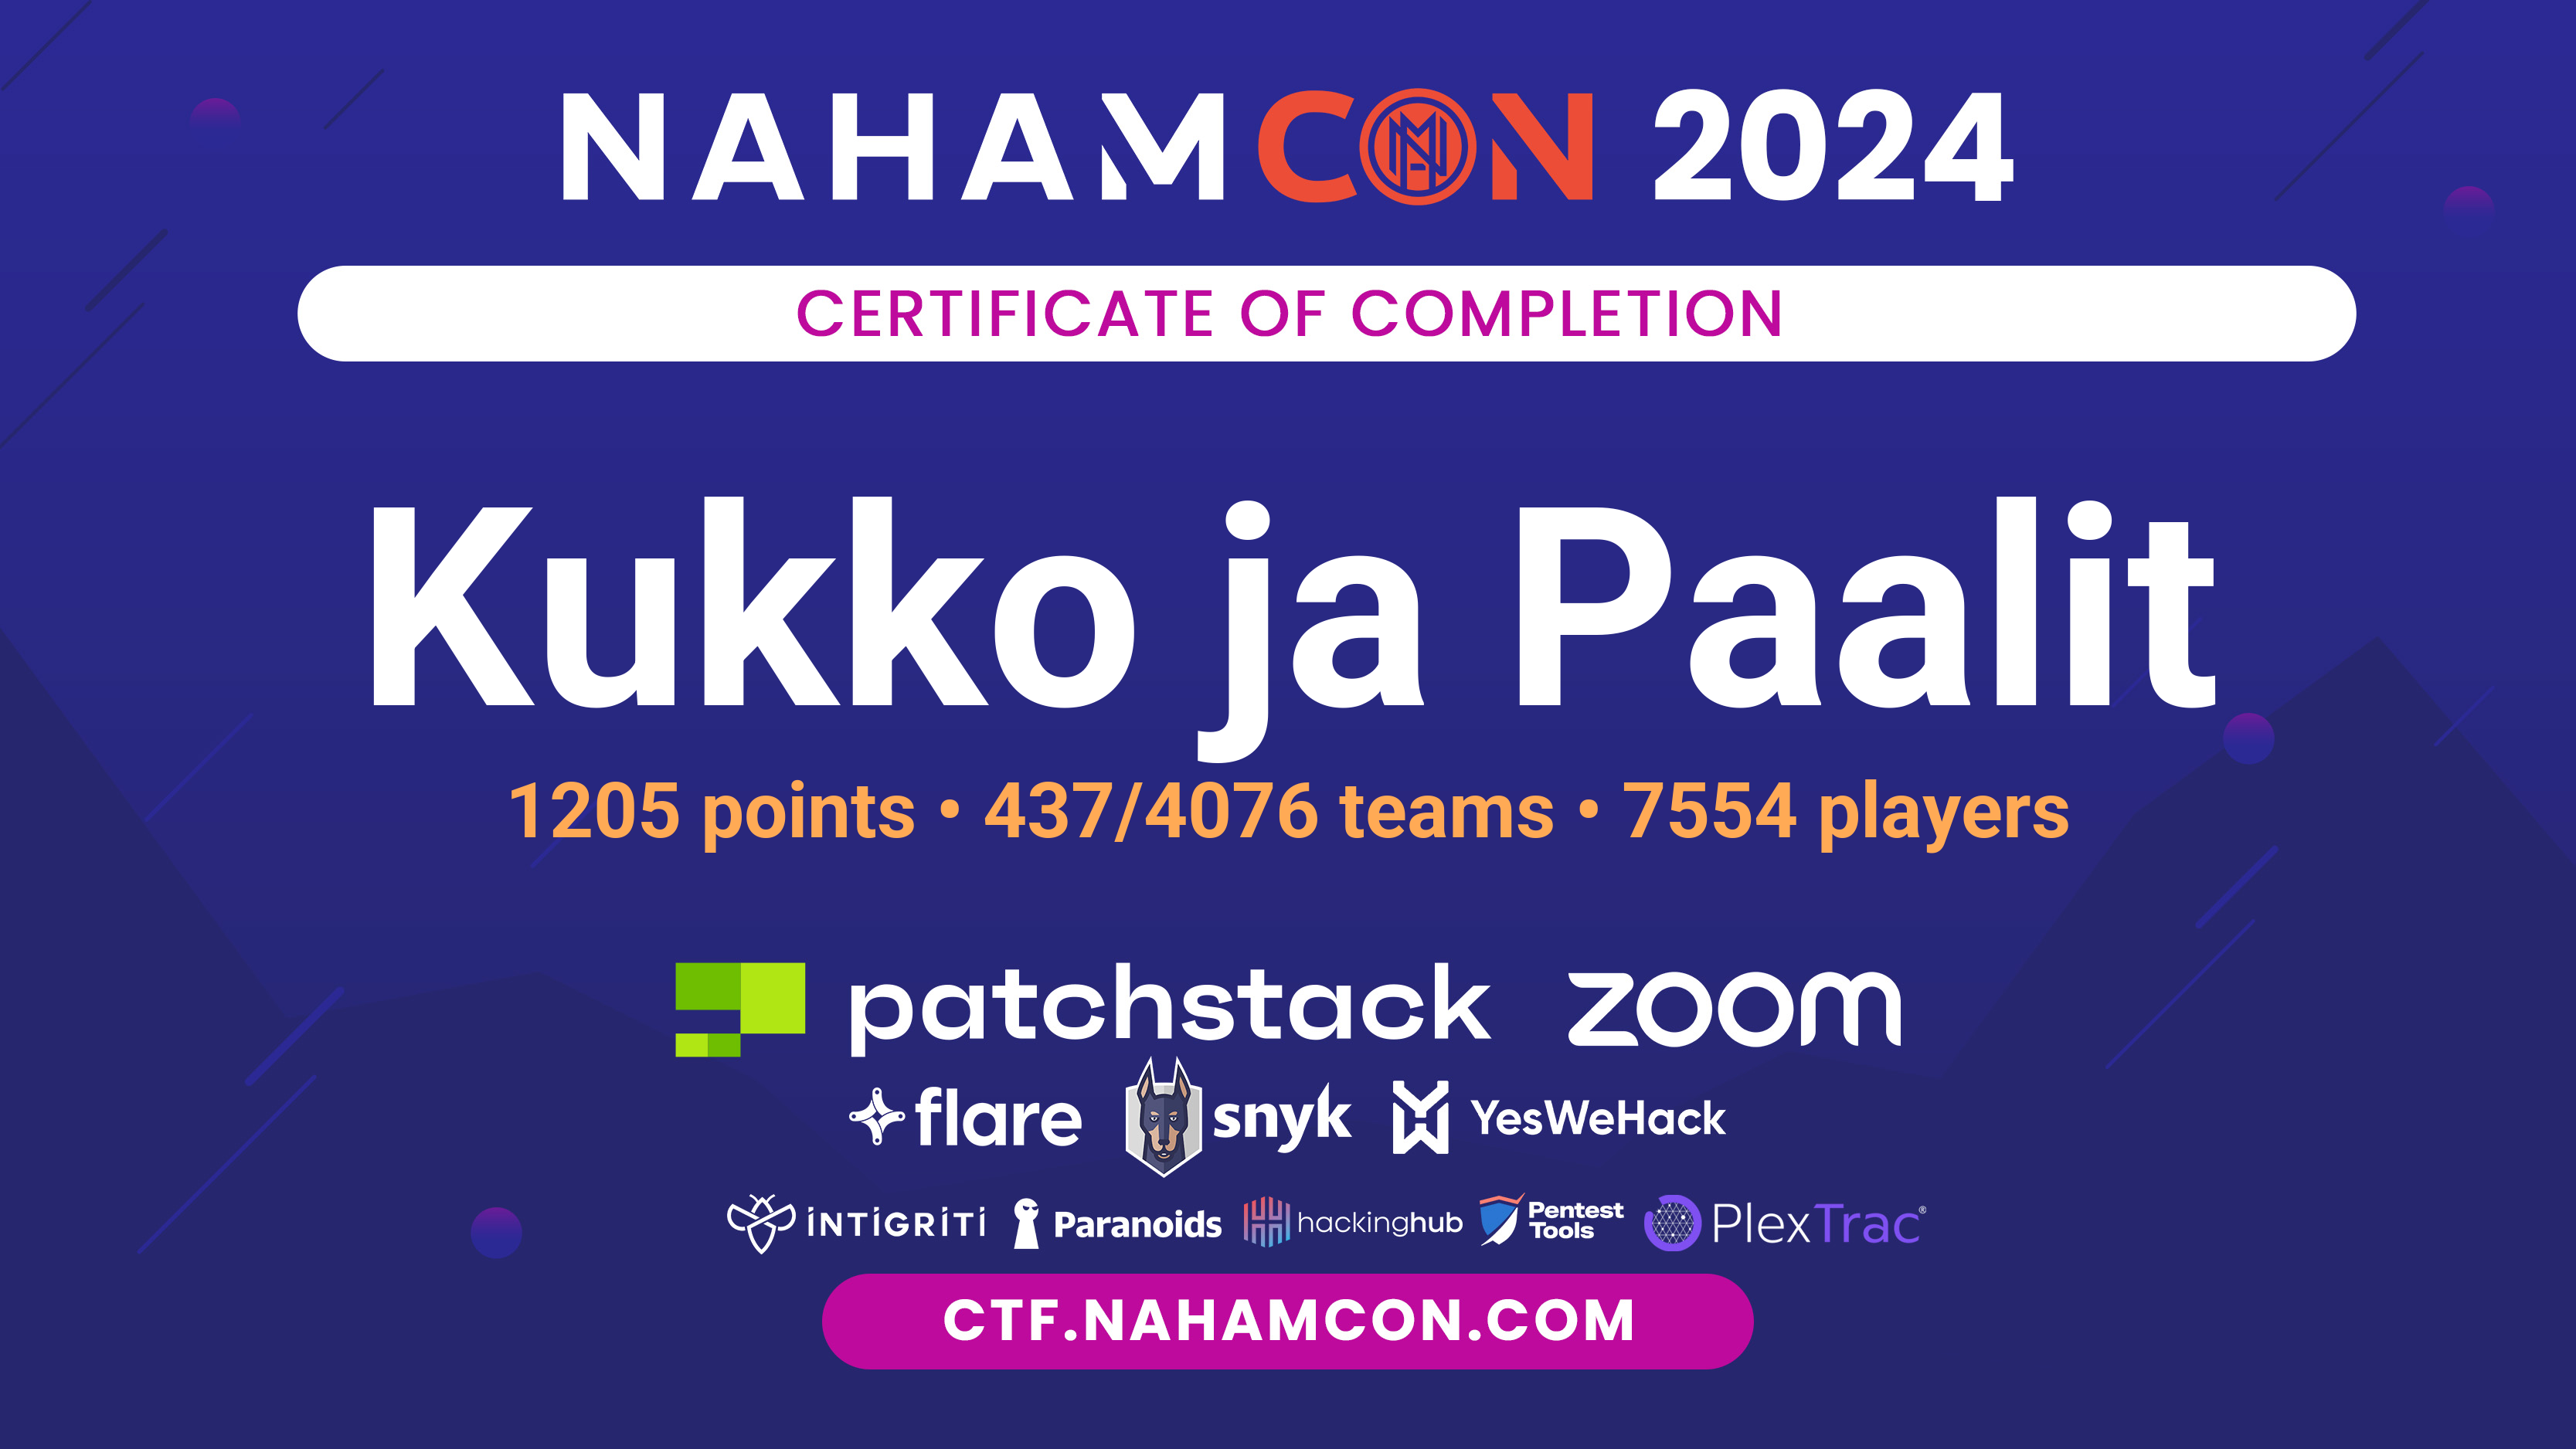 NAHAMCON 2024
CERTIFICATE OF COMPLETION
Kukko ja Paalit
1205 points • 437/4076 teams • 7554 players
patchstack zoom
flare snyk YesWeHack
INTIGRITI Paranoids hackinghub Pentest Tools PlexTrac®
CTF.NAHAMCON.COM